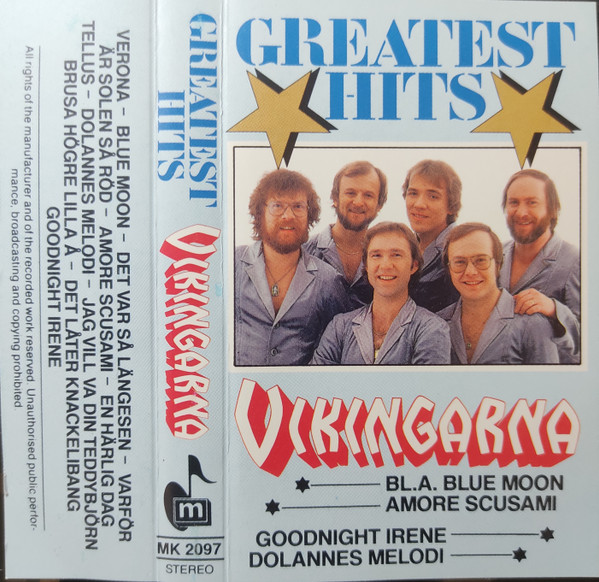 All rights of the manufacturer and of the recorded work reserved. Unauthorised public perfor-
mance, broadcasting and copying prohibited.
VERONA – BLUE MOON – DET VAR SÅ LÄNGESEN – VARFÖR
ÄR SOLEN SÅ RÖD – AMORE SCUSAMI – EN HÄRLIG DAG
TELLUS – DOLANNES MELODI – JAG VILL VA DIN TEDDYBJÖRN
BRUSA HÖGRE LILLA Å – DET LÅTER KNACKELIBANG
GOODNIGHT IRENE
GREATEST
HITS
VIKINGARNA
m
MK 2097
STEREO
GREATEST
HITS
VIKINGARNA
BL.A. BLUE MOON
AMORE SCUSAMI
GOODNIGHT IRENE
DOLANNES MELODI